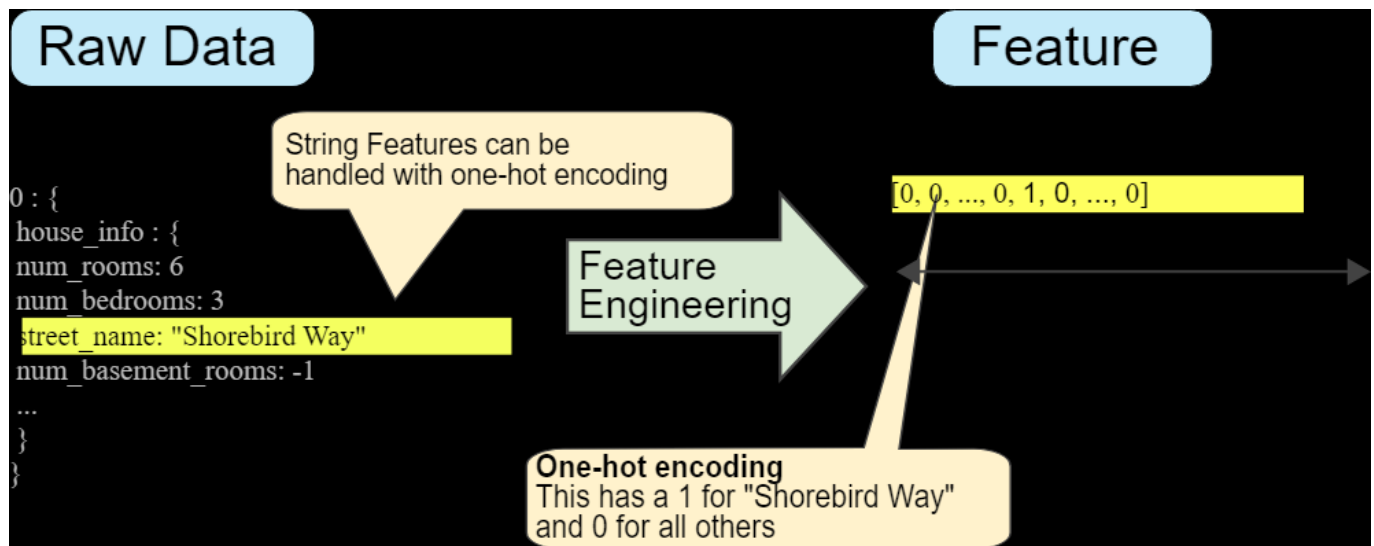 Raw Data
Feature
String Features can be
handled with one-hot encoding
0 : {
house_info : {
num_rooms: 6
num_bedrooms: 3
street_name: "Shorebird Way"
num_basement_rooms: -1
...
}
}
Feature
Engineering
[0, 0, ..., 0, 1, 0, ..., 0]
One-hot encoding
This has a 1 for "Shorebird Way"
and 0 for all others